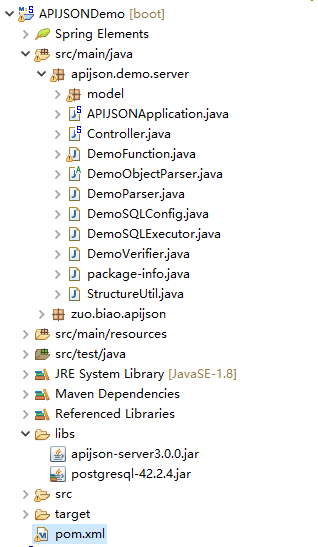 APIJSONDemo [boot]
Spring Elements
src/main/java
apijson.demo.server
model
APIJSONApplication.java
Controller.java
DemoFunction.java
DemoObjectParser.java
DemoParser.java
DemoSQLConfig.java
DemoSQLExecutor.java
DemoVerifier.java
package-info.java
StructureUtil.java
zuo.biao.apijson
src/main/resources
src/test/java
JRE System Library [JavaSE-1.8]
Maven Dependencies
Referenced Libraries
libs
apijson-server3.0.0.jar
postgresql-42.2.4.jar
src
target
pom.xml